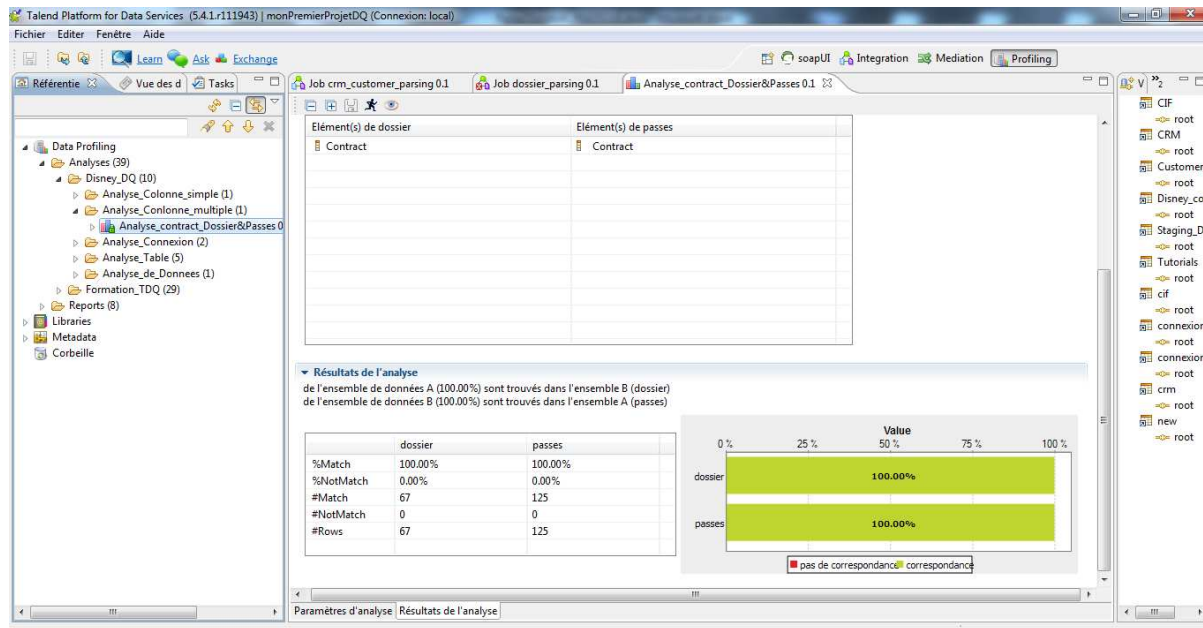 Talend Platform for Data Services (5.4.1.r111943) | monPremierProjetDQ (Connexion: local)
Fichier Editer Fenêtre Aide
Learn Ask Exchange
soapUI Integration Mediation Profiling
Référentie Vue des d Tasks
Job crm_customer_parsing 0.1 Job dossier_parsing 0.1 Analyse_contract_Dossier&Passes 0.1
V »2
Data Profiling
Analyses (39)
Disney_DQ (10)
Analyse_Colonne_simple (1)
Analyse_Conlonne_multiple (1)
Analyse_contract_Dossier&Passes 0
Analyse_Connexion (2)
Analyse_Table (5)
Analyse_de_Donnees (1)
Formation_TDQ (29)
Reports (8)
Libraries
Metadata
Corbeille
Elément(s) de dossier Elément(s) de passes
Contract Contract
Résultats de l'analyse
de l'ensemble de données A (100.00%) sont trouvés dans l'ensemble B (dossier)
de l'ensemble de données B (100.00%) sont trouvés dans l'ensemble A (passes)
dossier passes
%Match 100.00% 100.00%
%NotMatch 0.00% 0.00%
#Match 67 125
#NotMatch 0 0
#Rows 67 125
Value
0 % 25 % 50 % 75 % 100 %
dossier 100.00%
passes 100.00%
pas de correspondance correspondance
Paramètres d'analyse Résultats de l'analyse
CIF
root
CRM
root
Customer
root
Disney_co
root
Staging_D
root
Tutorials
root
cif
root
connexion
root
connexion
root
crm
root
new
root